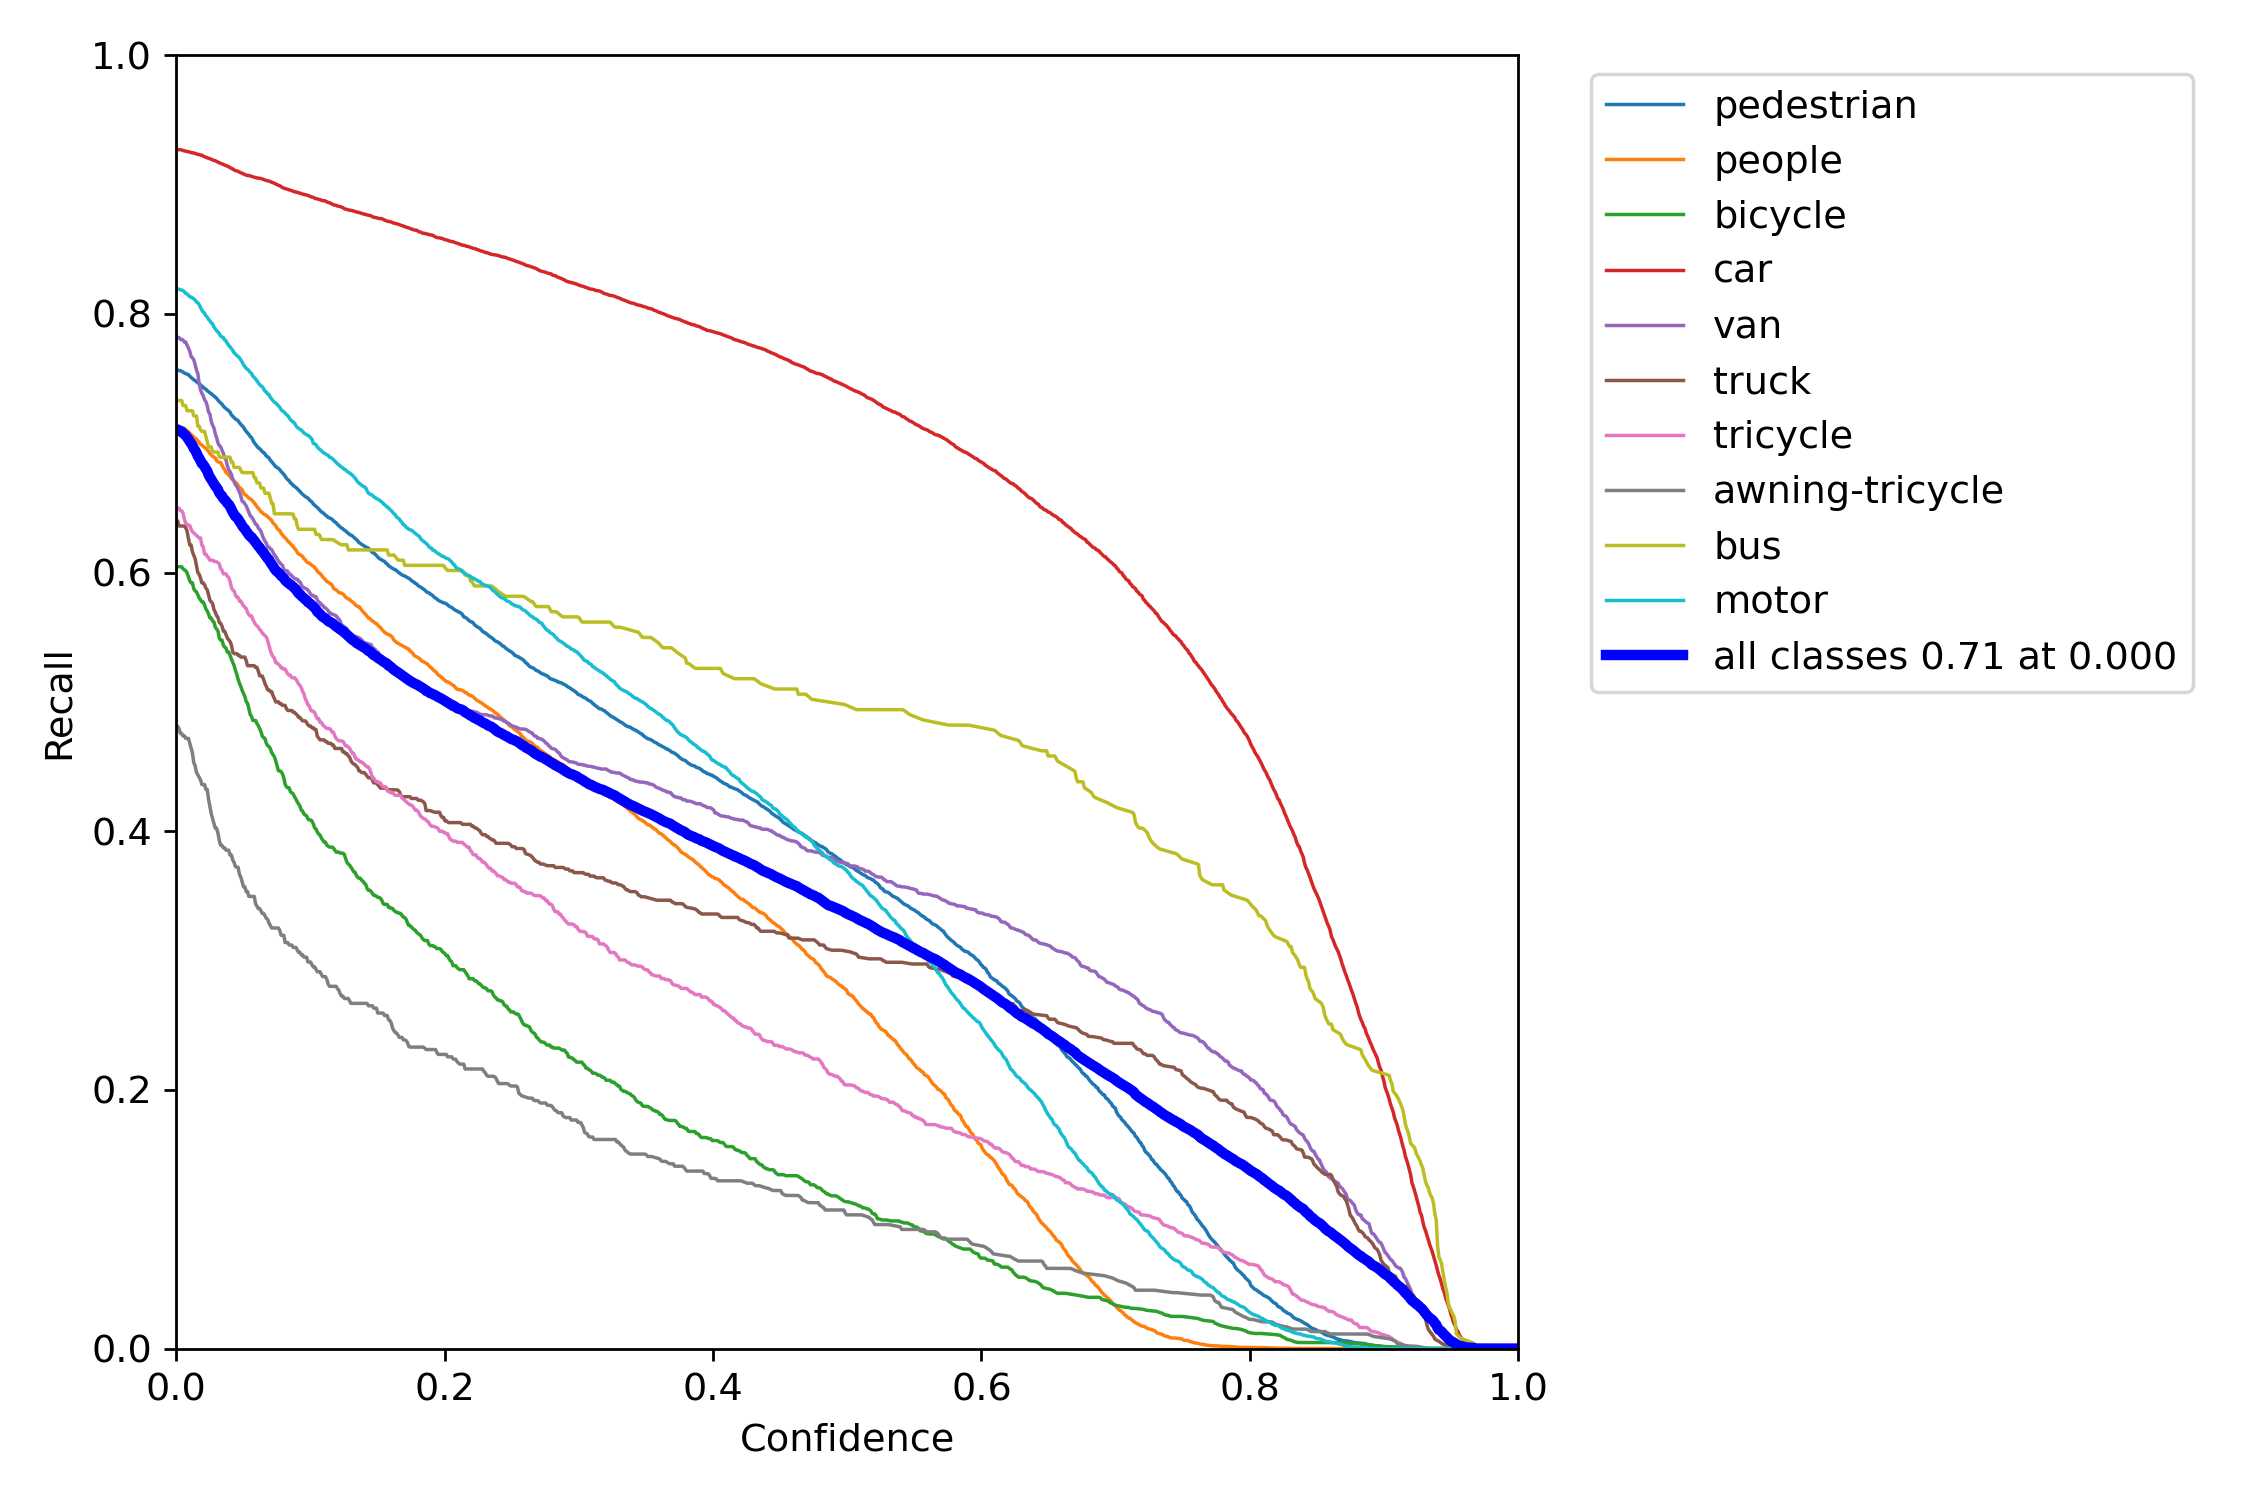 1.0
0.8
0.6
0.4
0.2
0.0
Recall
0.0 0.2 0.4 0.6 0.8 1.0
Confidence
pedestrian
people
bicycle
car
van
truck
tricycle
awning-tricycle
bus
motor
all classes 0.71 at 0.000